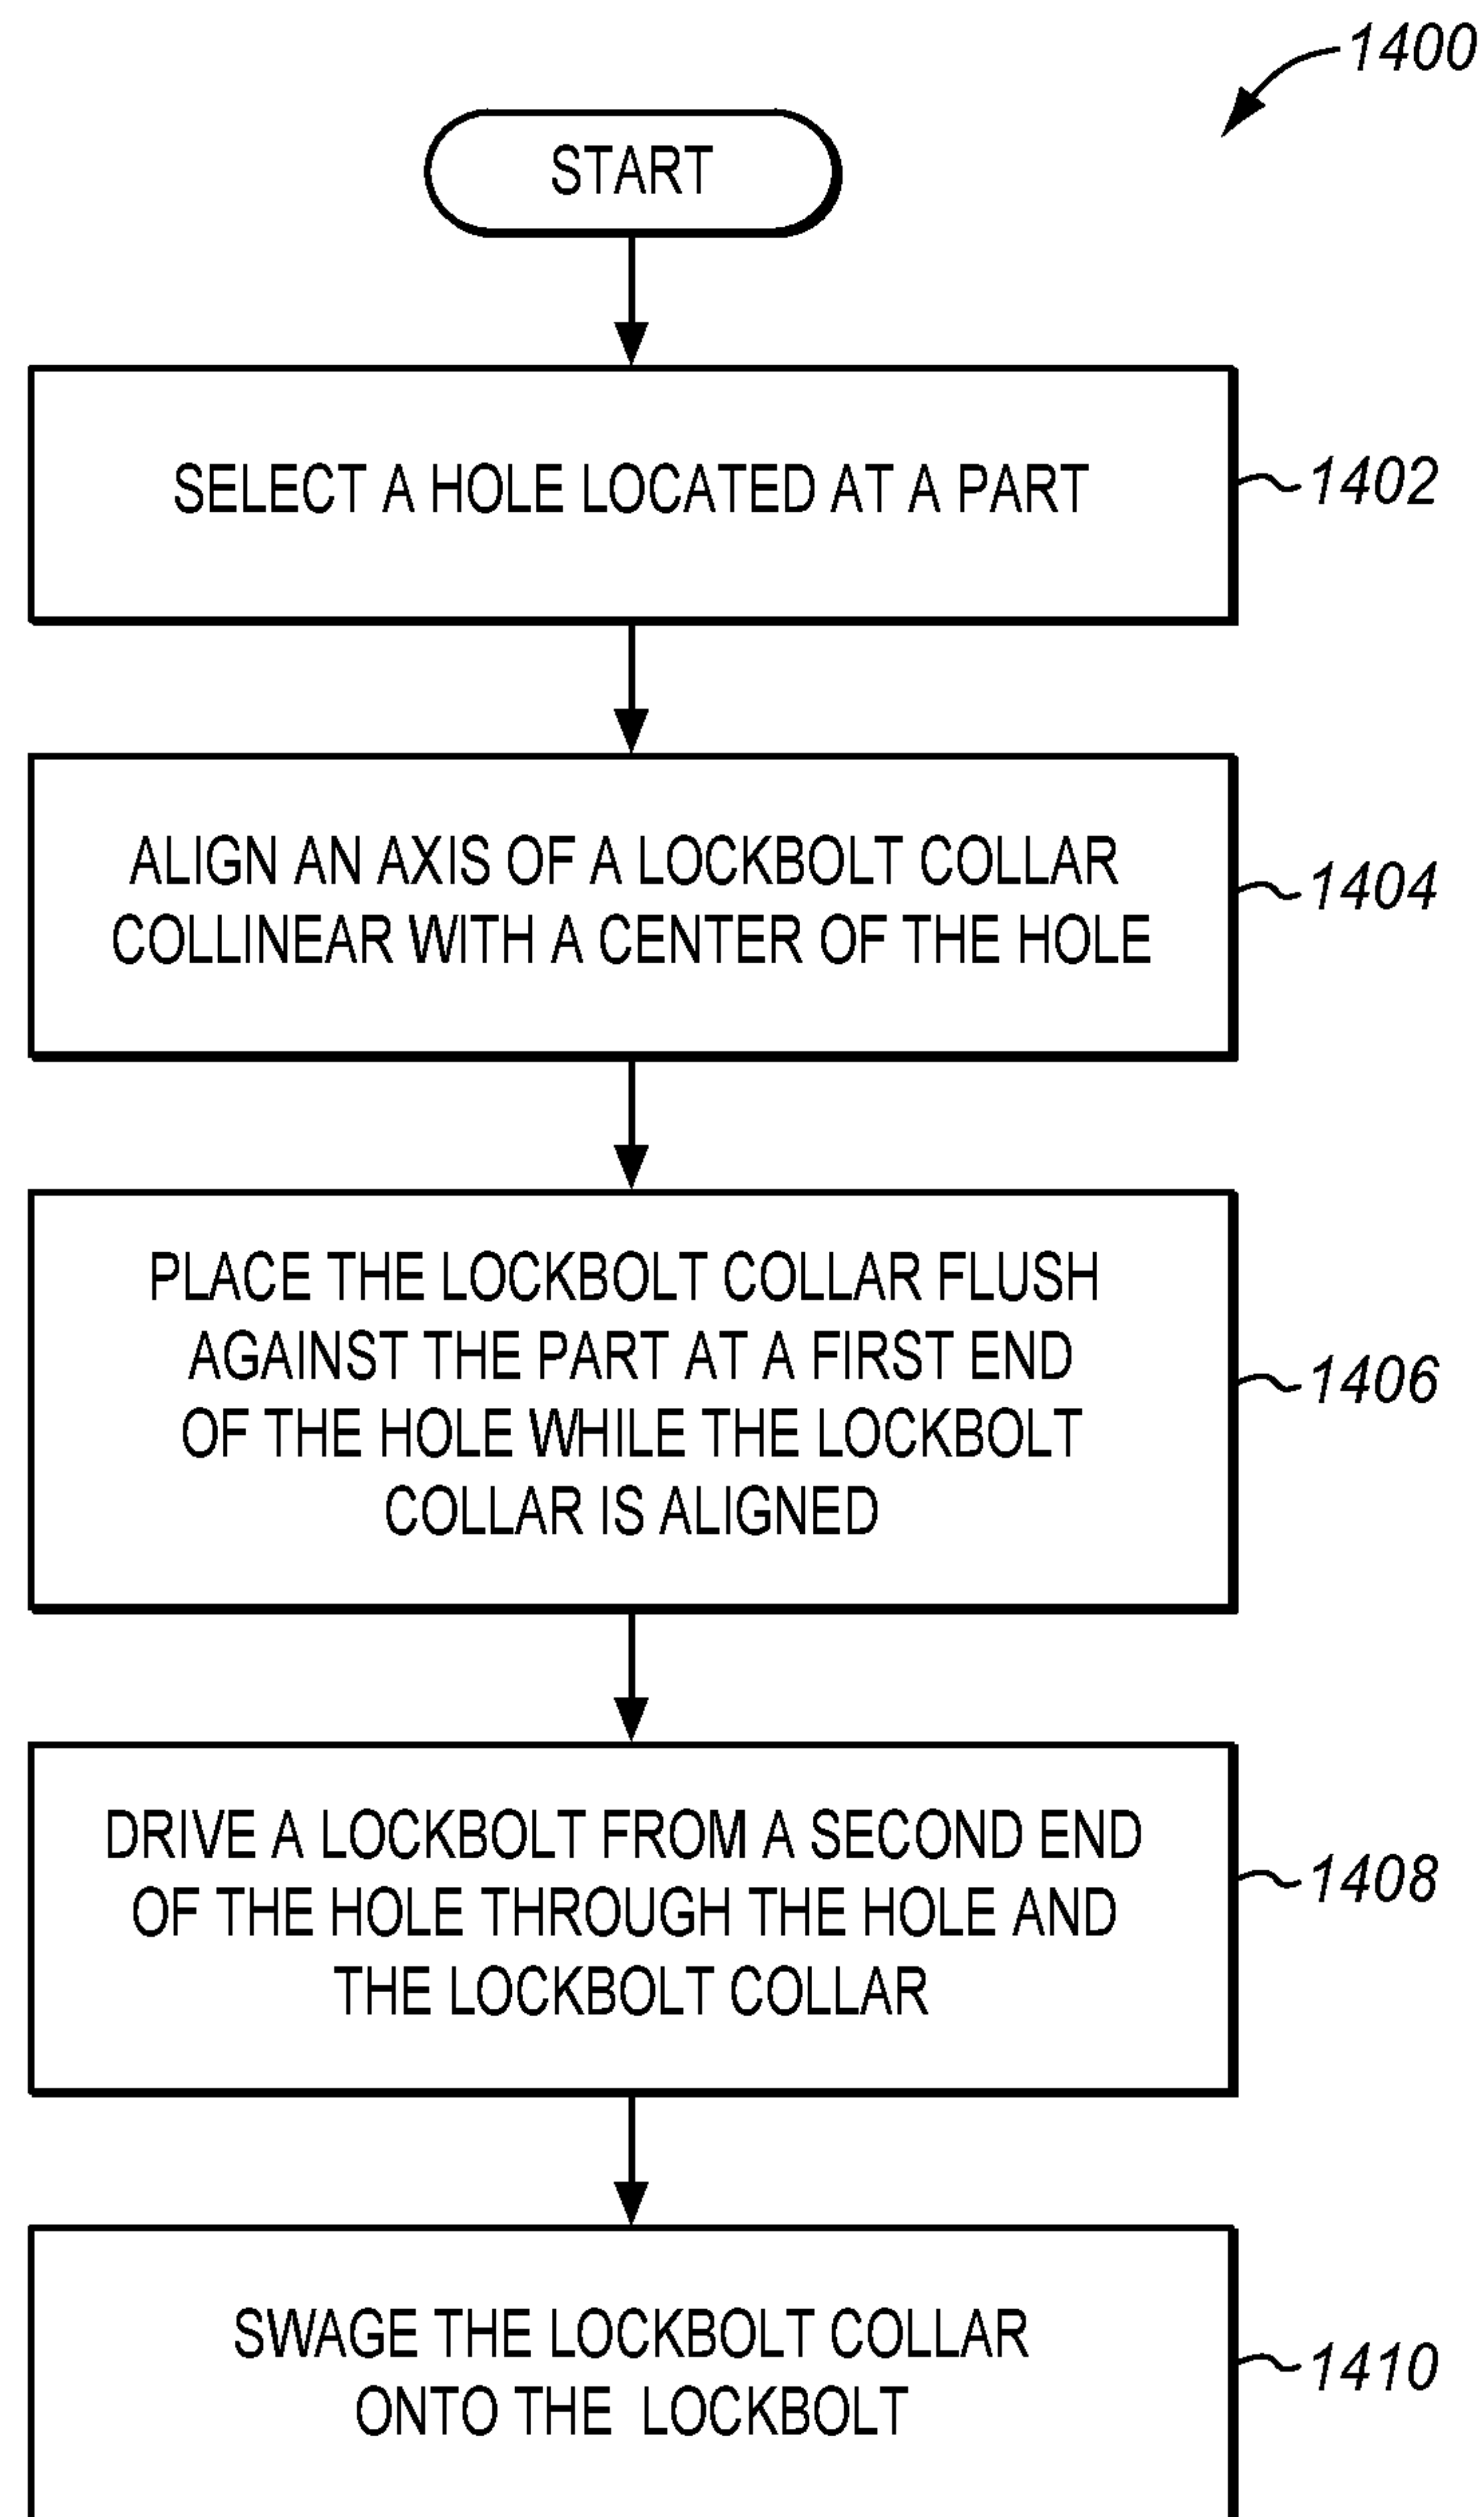 1400
START
SELECT A HOLE LOCATED AT A PART
1402
ALIGN AN AXIS OF A LOCKBOLT COLLAR
COLLINEAR WITH A CENTER OF THE HOLE
1404
PLACE THE LOCKBOLT COLLAR FLUSH
AGAINST THE PART AT A FIRST END
OF THE HOLE WHILE THE LOCKBOLT
COLLAR IS ALIGNED
1406
DRIVE A LOCKBOLT FROM A SECOND END
OF THE HOLE THROUGH THE HOLE AND
THE LOCKBOLT COLLAR
1408
SWAGE THE LOCKBOLT COLLAR
ONTO THE LOCKBOLT
1410